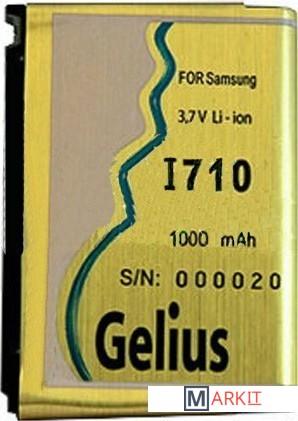 FOR Samsung
3,7V Li-ion
I710
1000 mAh
S/N: 000020
Gelius
MARKIT